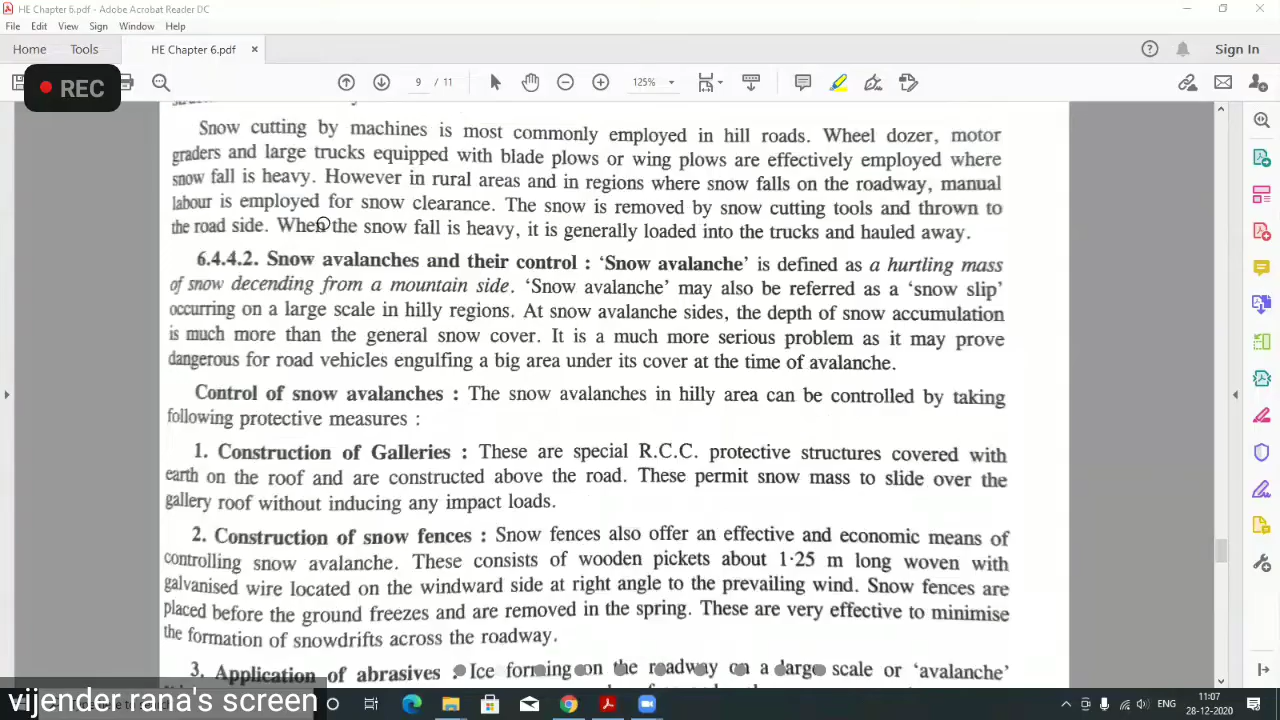 HE Chapter 6.pdf - Adobe Acrobat Reader DC
File Edit View Sign Window Help
Home Tools HE Chapter 6.pdf × Sign In
REC 9 / 11 125%
Snow cutting by machines is most commonly employed in hill roads. Wheel dozer, motor
graders and large trucks equipped with blade plows or wing plows are effectively employed where
snow fall is heavy. However in rural areas and in regions where snow falls on the roadway, manual
labour is employed for snow clearance. The snow is removed by snow cutting tools and thrown to
the road side. When the snow fall is heavy, it is generally loaded into the trucks and hauled away.
6.4.4.2. Snow avalanches and their control : ‘Snow avalanche’ is defined as a hurtling mass
of snow decending from a mountain side. ‘Snow avalanche’ may also be referred as a ‘snow slip’
occurring on a large scale in hilly regions. At snow avalanche sides, the depth of snow accumulation
is much more than the general snow cover. It is a much more serious problem as it may prove
dangerous for road vehicles engulfing a big area under its cover at the time of avalanche.
Control of snow avalanches : The snow avalanches in hilly area can be controlled by taking
following protective measures :
1. Construction of Galleries : These are special R.C.C. protective structures covered with
earth on the roof and are constructed above the road. These permit snow mass to slide over the
gallery roof without inducing any impact loads.
2. Construction of snow fences : Snow fences also offer an effective and economic means of
controlling snow avalanche. These consists of wooden pickets about 1·25 m long woven with
galvanised wire located on the windward side at right angle to the prevailing wind. Snow fences are
placed before the ground freezes and are removed in the spring. These are very effective to minimise
the formation of snowdrifts across the roadway.
3. Application of abrasives : Ice forming on the roadway on a large scale or ‘avalanche’
vijender.rana's screen
ENG 11:07
28-12-2020